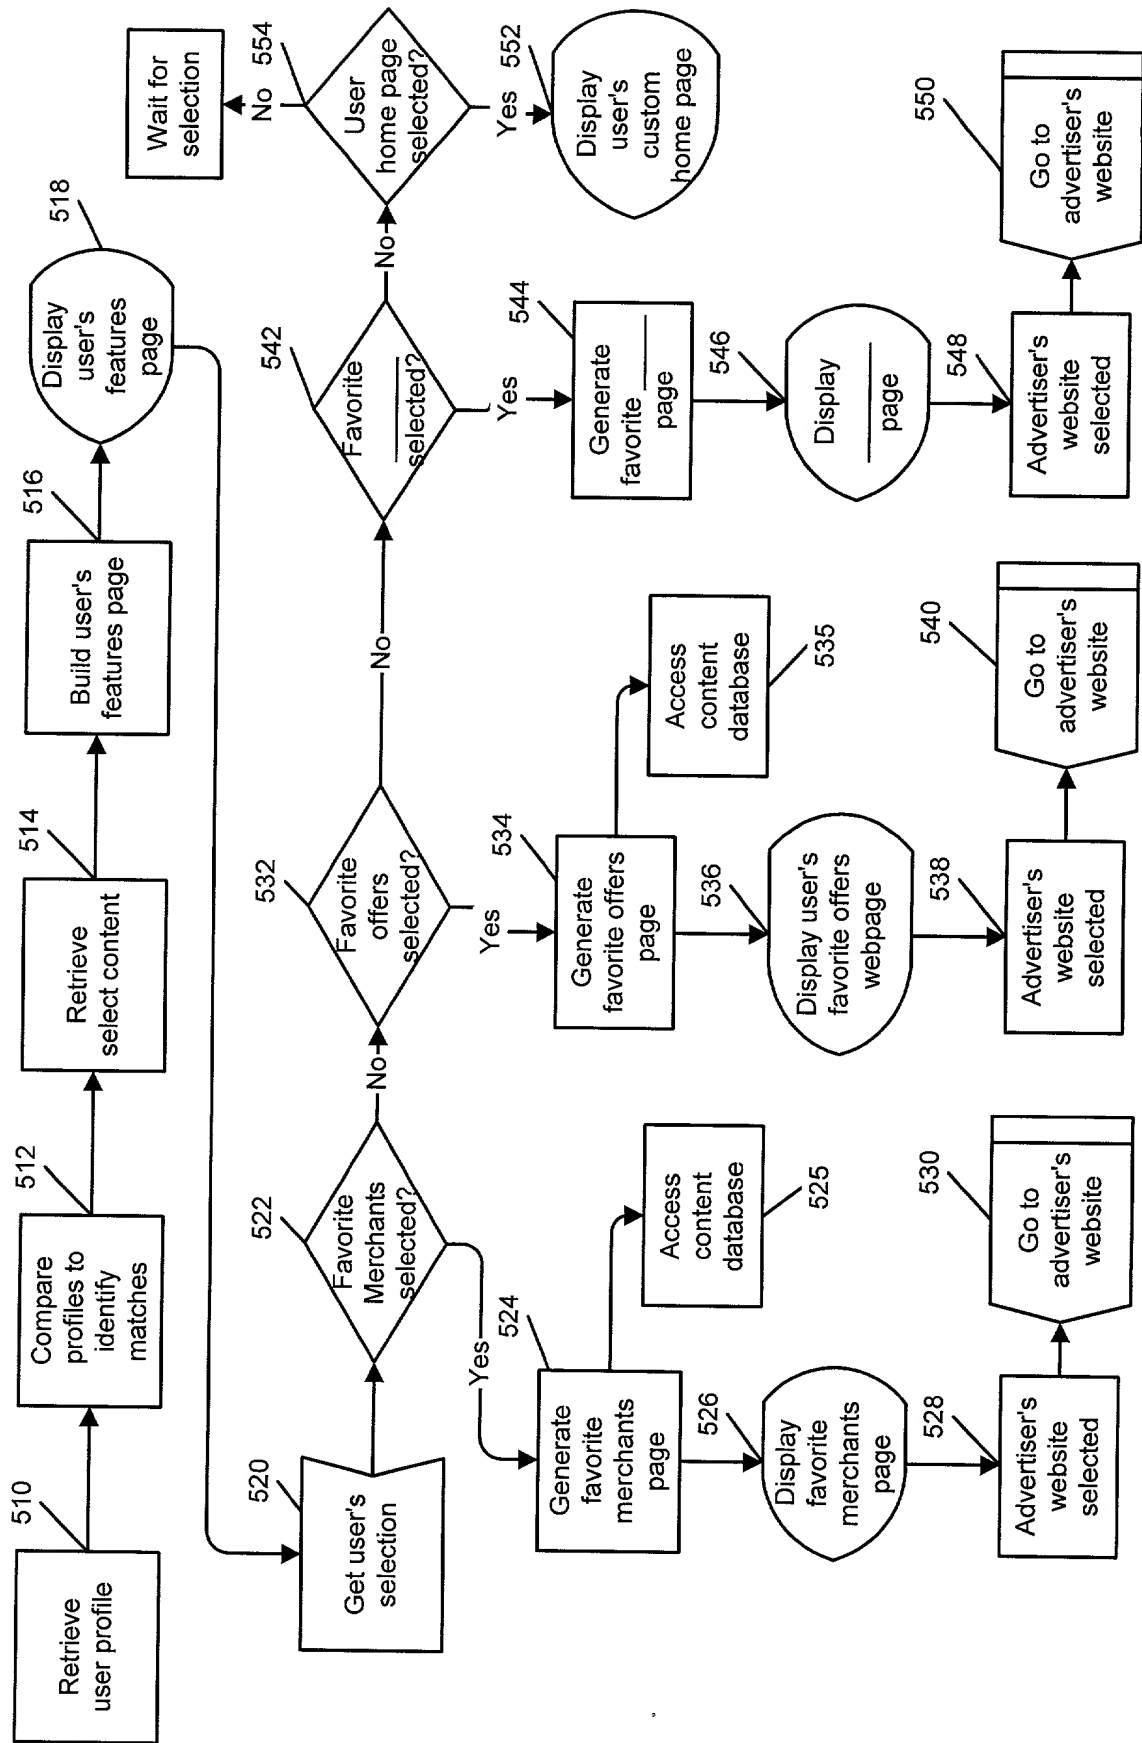 510
Retrieve
user profile
512
Compare
profiles to
identify
matches
514
Retrieve
select content
516
Build user's
features page
518
Display
user's
features
page
520
Get user's
selection
522
Favorite
Merchants
selected?
No
Yes
532
Favorite
offers
selected?
No
Yes
542
Favorite
____
selected?
No
Yes
554
User
home page
selected?
No
Wait for
selection
Yes
552
Display
user's
custom
home page
524
Generate
favorite
merchants
page
Access
content
database
525
526
Display
favorite
merchants
page
528
Advertiser's
website
selected
530
Go to
advertiser's
website
534
Generate
favorite offers
page
Access
content
database
535
536
Display user's
favorite offers
webpage
538
Advertiser's
website
selected
540
Go to
advertiser's
website
544
Generate
favorite ____
page
546
Display
____
page
548
Advertiser's
website
selected
550
Go to
advertiser's
website